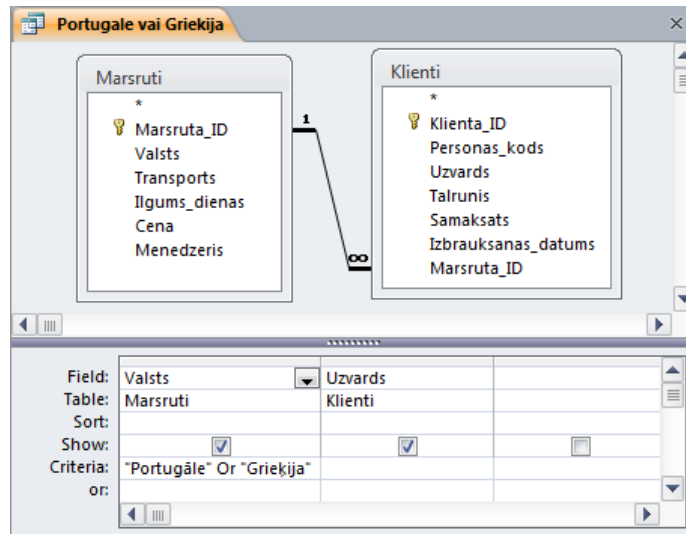 Portugale vai Griekija
Marsruti
*
Marsruta_ID
Valsts
Transports
Ilgums_dienas
Cena
Menedzeris
1
∞
Klienti
*
Klienta_ID
Personas_kods
Uzvards
Talrunis
Samaksats
Izbrauksanas_datums
Marsruta_ID
Field: Valsts Uzvards
Table: Marsruti Klienti
Sort:
Show:
Criteria: "Portugāle" Or "Grieķija"
or: